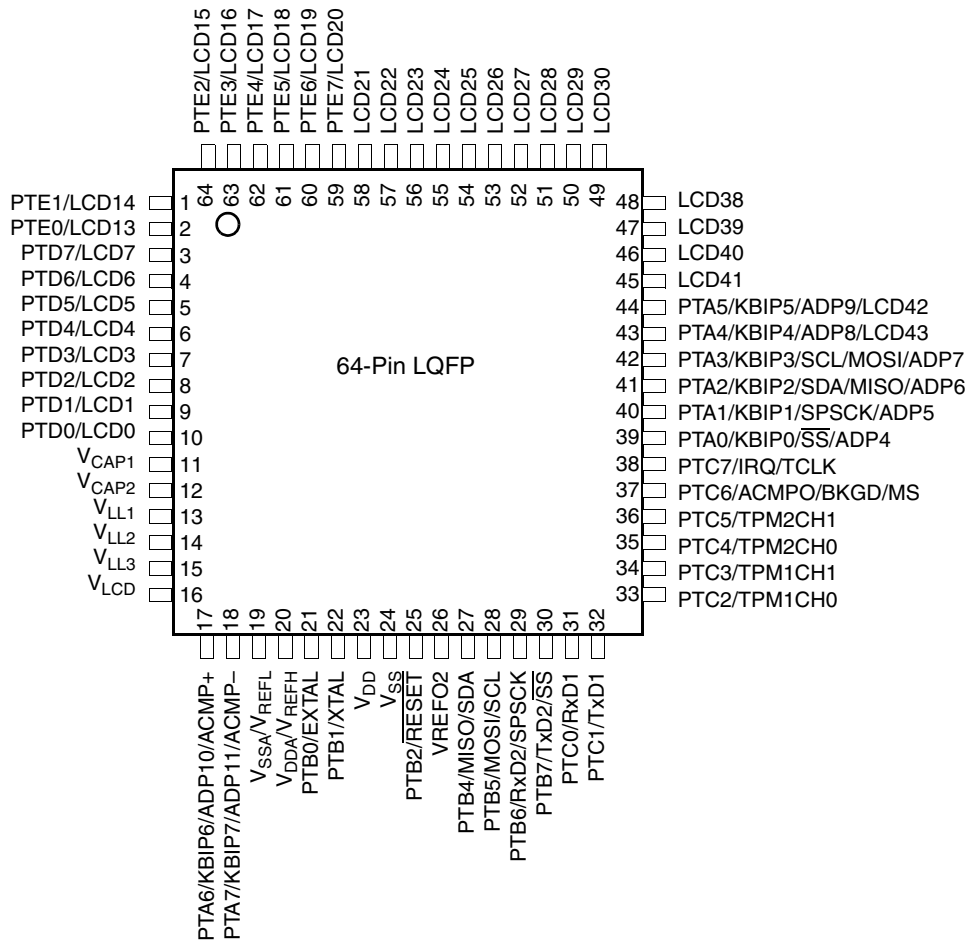 PTE2/LCD15
PTE3/LCD16
PTE4/LCD17
PTE5/LCD18
PTE6/LCD19
PTE7/LCD20
LCD21
LCD22
LCD23
LCD24
LCD25
LCD26
LCD27
LCD28
LCD29
LCD30
64
63
62
61
60
59
58
57
56
55
54
53
52
51
50
49
PTE1/LCD14 1
PTE0/LCD13 2
PTD7/LCD7 3
PTD6/LCD6 4
PTD5/LCD5 5
PTD4/LCD4 6
PTD3/LCD3 7
PTD2/LCD2 8
PTD1/LCD1 9
PTD0/LCD0 10
VCAP1 11
VCAP2 12
VLL1 13
VLL2 14
VLL3 15
VLCD 16
64-Pin LQFP
48 LCD38
47 LCD39
46 LCD40
45 LCD41
44 PTA5/KBIP5/ADP9/LCD42
43 PTA4/KBIP4/ADP8/LCD43
42 PTA3/KBIP3/SCL/MOSI/ADP7
41 PTA2/KBIP2/SDA/MISO/ADP6
40 PTA1/KBIP1/SPSCK/ADP5
39 PTA0/KBIP0/S̅S̅/ADP4
38 PTC7/IRQ/TCLK
37 PTC6/ACMPO/BKGD/MS
36 PTC5/TPM2CH1
35 PTC4/TPM2CH0
34 PTC3/TPM1CH1
33 PTC2/TPM1CH0
17
18
19
20
21
22
23
24
25
26
27
28
29
30
31
32
PTA6/KBIP6/ADP10/ACMP+
PTA7/KBIP7/ADP11/ACMP–
VSSA/VREFL
VDDA/VREFH
PTB0/EXTAL
PTB1/XTAL
VDD
VSS
PTB2/R̅E̅S̅E̅T̅
VREFO2
PTB4/MISO/SDA
PTB5/MOSI/SCL
PTB6/RxD2/SPSCK
PTB7/TxD2/S̅S̅
PTC0/RxD1
PTC1/TxD1